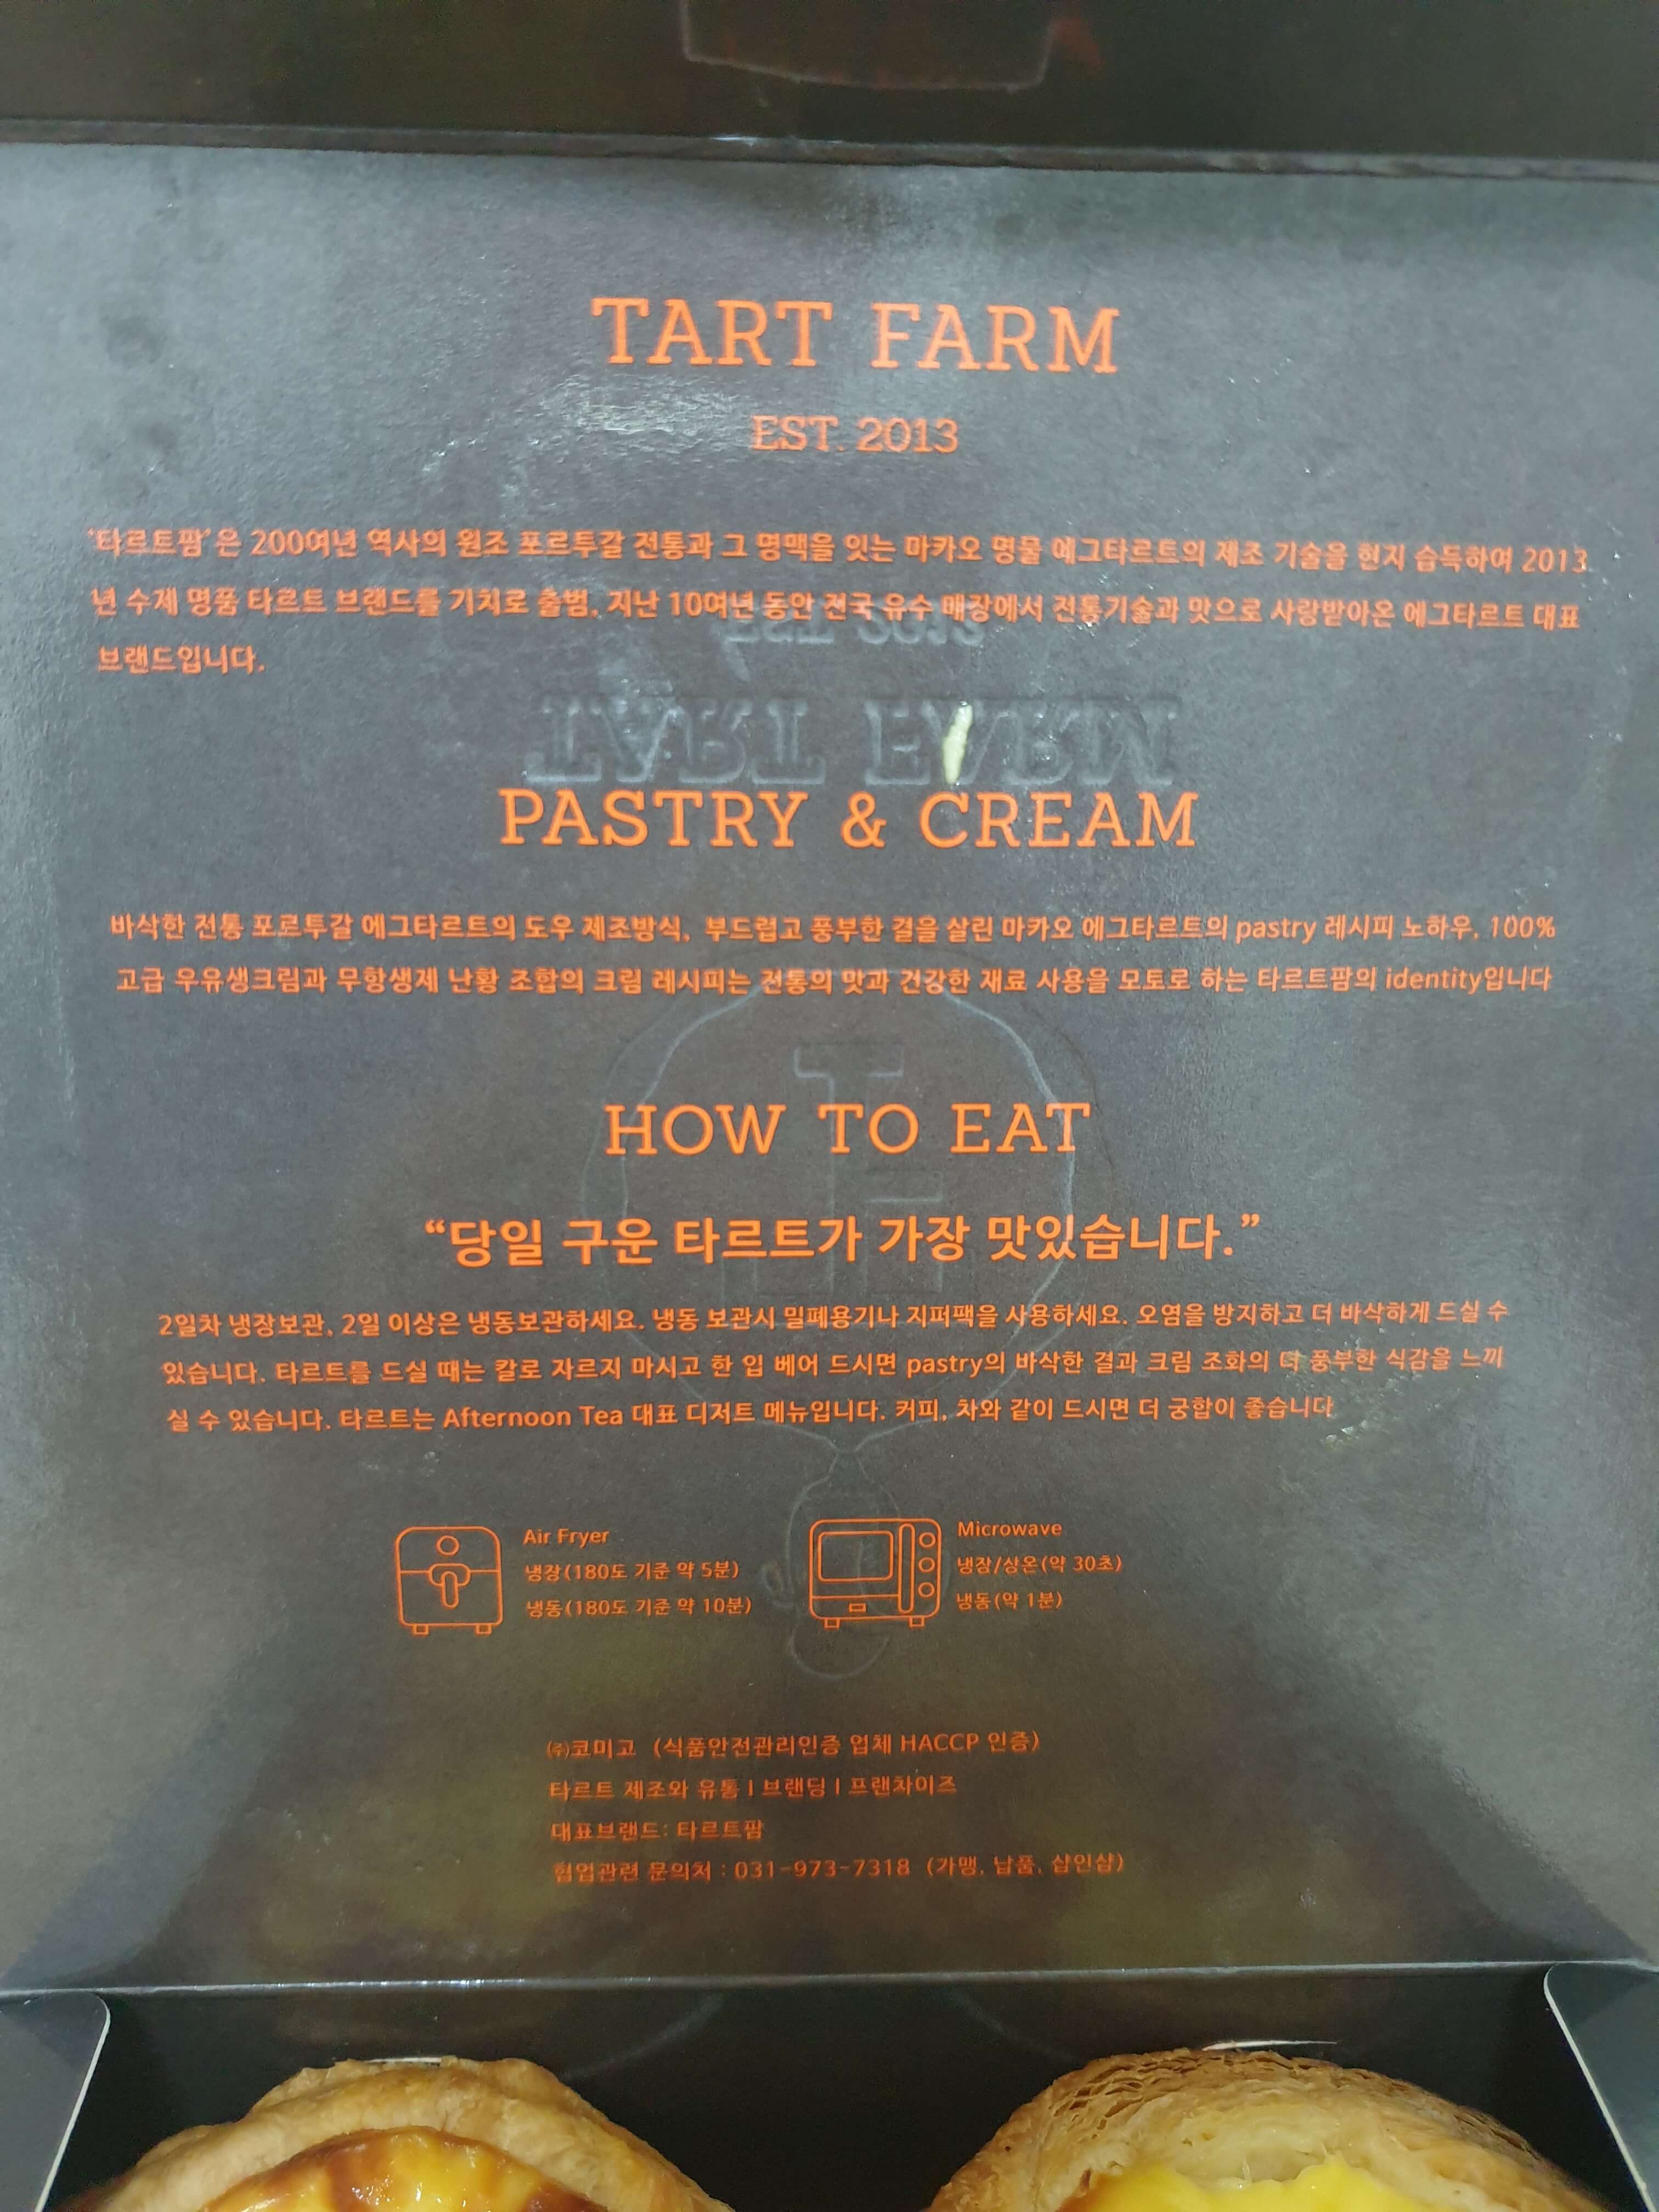 TART FARM
EST. 2013
‘타르트팜’은 200여년 역사의 원조 포르투갈 전통과 그 명맥을 잇는 마카오 명물 에그타르트의 제조 기술을 현지 습득하여 2013
년 수제 명품 타르트 브랜드를 기치로 출범, 지난 10여년 동안 전국 유수 매장에서 전통기술과 맛으로 사랑받아온 에그타르트 대표
브랜드입니다.
EST. 2013
TART FARM
PASTRY & CREAM
바삭한 전통 포르투갈 에그타르트의 도우 제조방식, 부드럽고 풍부한 결을 살린 마카오 에그타르트의 pastry 레시피 노하우, 100%
고급 우유생크림과 무항생제 난황 조합의 크림 레시피는 전통의 맛과 건강한 재료 사용을 모토로 하는 타르트팜의 identity입니다
HOW TO EAT
“당일 구운 타르트가 가장 맛있습니다.”
2일차 냉장보관, 2일 이상은 냉동보관하세요. 냉동 보관시 밀폐용기나 지퍼팩을 사용하세요. 오염을 방지하고 더 바삭하게 드실 수
있습니다. 타르트를 드실 때는 칼로 자르지 마시고 한 입 베어 드시면 pastry의 바삭한 결과 크림 조화의 더 풍부한 식감을 느끼
실 수 있습니다. 타르트는 Afternoon Tea 대표 디저트 메뉴입니다. 커피, 차와 같이 드시면 더 궁합이 좋습니다
Air Fryer
냉장(180도 기준 약 5분)
냉동(180도 기준 약 10분)
Microwave
냉장/상온(약 30초)
냉동(약 1분)
㈜코미고 (식품안전관리인증 업체 HACCP 인증)
타르트 제조와 유통 I 브랜딩 I 프랜차이즈
대표브랜드: 타르트팜
협업관련 문의처 : 031-973-7318 (가맹, 납품, 샵인샵)